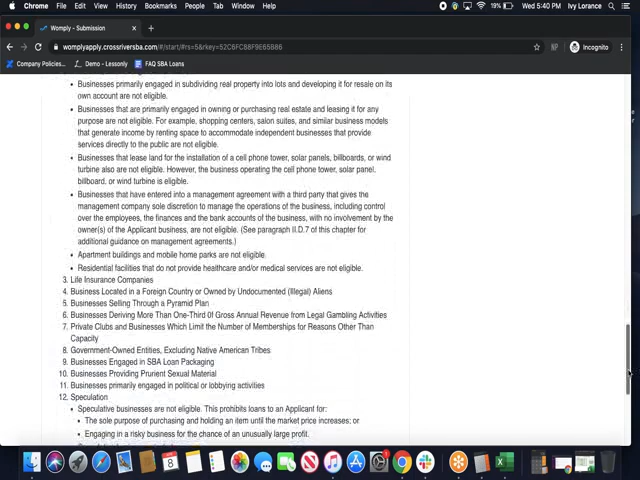 Chrome File Edit View History Bookmarks People Tab Window Help 19% Wed 5:40 PM Ivy Lorance
Womply - Submission
womplyapply.crossriversba.com/#/start/#rs=5&rkey=52C6FC88F9E65B86 NP Incognito
Company Policies... Demo - Lessonly FAQ SBA Loans
Businesses primarily engaged in subdividing real property into lots and developing it for resale on its
own account are not eligible.
Businesses that are primarily engaged in owning or purchasing real estate and leasing it for any
purpose are not eligible. For example, shopping centers, salon suites, and similar business models
that generate income by renting space to accommodate independent businesses that provide
services directly to the public are not eligible.
Businesses that lease land for the installation of a cell phone tower, solar panels, billboards, or wind
turbine also are not eligible. However, the business operating the cell phone tower, solar panel,
billboard, or wind turbine is eligible.
Businesses that have entered into a management agreement with a third party that gives the
management company sole discretion to manage the operations of the business, including control
over the employees, the finances and the bank accounts of the business, with no involvement by the
owner(s) of the Applicant business, are not eligible. (See paragraph II.D.7 of this chapter for
additional guidance on management agreements.)
Apartment buildings and mobile home parks are not eligible.
Residential facilities that do not provide healthcare and/or medical services are not eligible.
3. Life Insurance Companies
4. Business Located in a Foreign Country or Owned by Undocumented (Illegal) Aliens
5. Businesses Selling Through a Pyramid Plan
6. Businesses Deriving More Than One-Third 0f Gross Annual Revenue from Legal Gambling Activities
7. Private Clubs and Businesses Which Limit the Number of Memberships for Reasons Other Than
Capacity
8. Government-Owned Entities, Excluding Native American Tribes
9. Businesses Engaged in SBA Loan Packaging
10. Businesses Providing Prurient Sexual Material
11. Businesses primarily engaged in political or lobbying activities
12. Speculation
Speculative businesses are not eligible. This prohibits loans to an Applicant for:
The sole purpose of purchasing and holding an item until the market price increases; or
Engaging in a risky business for the chance of an unusually large profit.
8